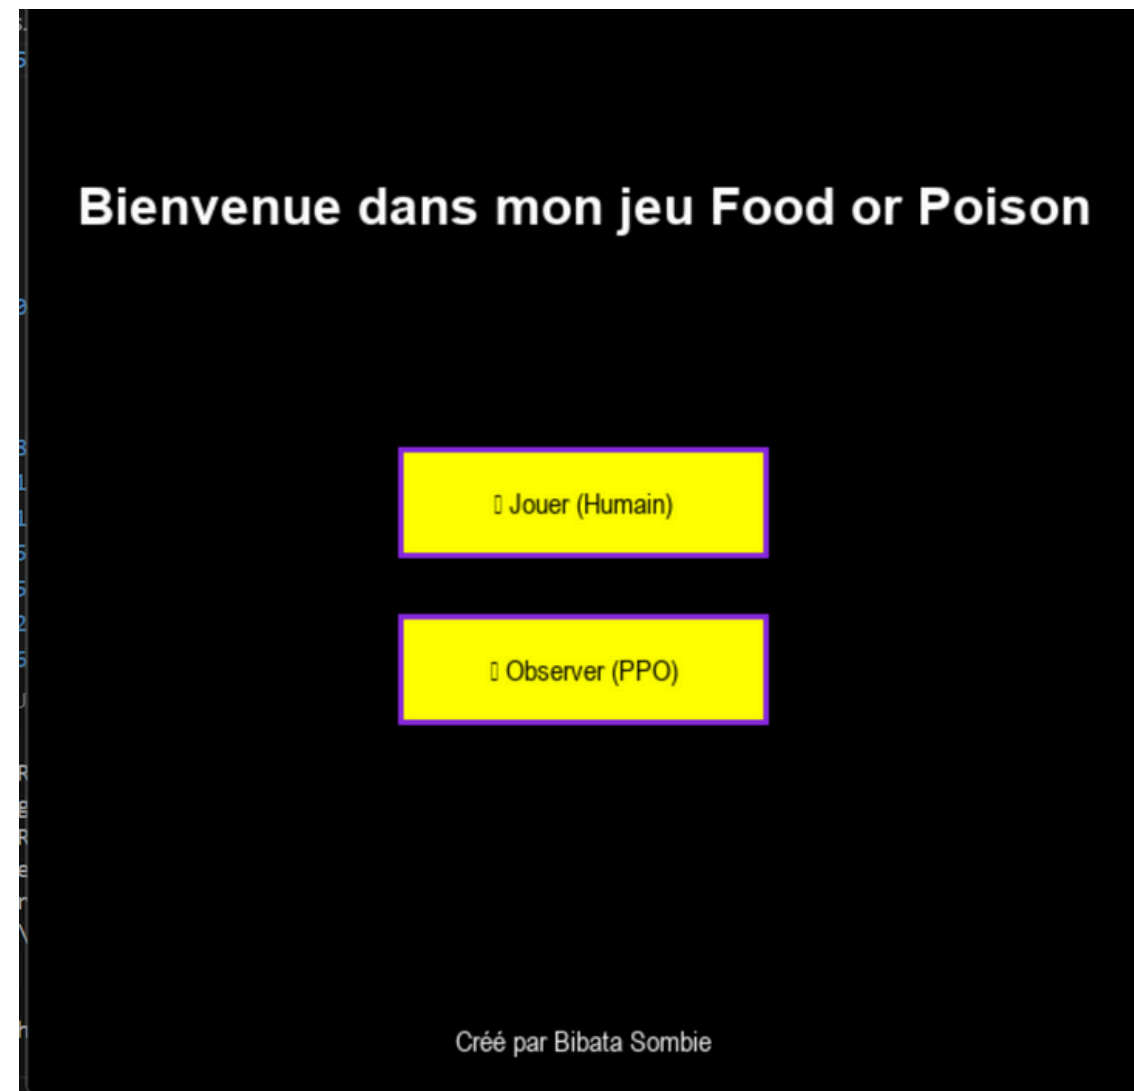 Bienvenue dans mon jeu Food or Poison
▯ Jouer (Humain)
▯ Observer (PPO)
Créé par Bibata Sombie